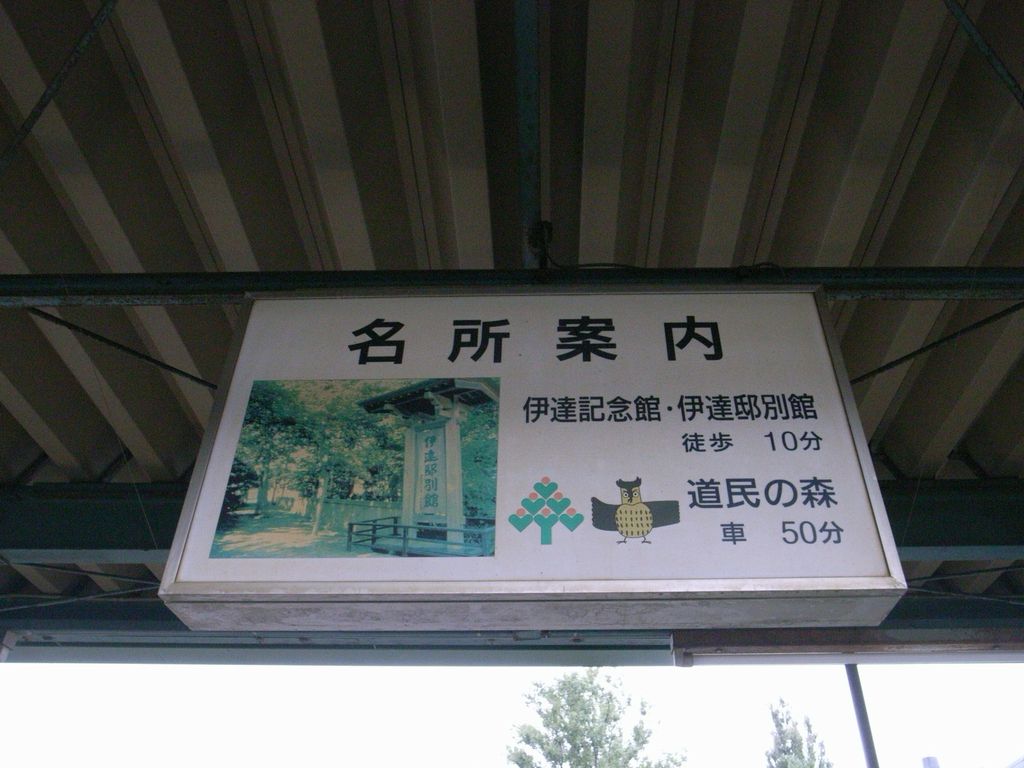 名所案内
伊達邸別館
伊達記念館・伊達邸別館
徒歩 10分
道民の森
車 50分